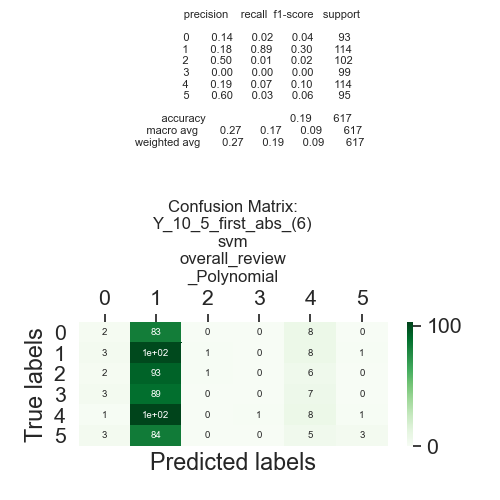 precision recall f1-score support
0 0.14 0.02 0.04 93
1 0.18 0.89 0.30 114
2 0.50 0.01 0.02 102
3 0.00 0.00 0.00 99
4 0.19 0.07 0.10 114
5 0.60 0.03 0.06 95
accuracy 0.19 617
macro avg 0.27 0.17 0.09 617
weighted avg 0.27 0.19 0.09 617
Confusion Matrix:
Y_10_5_first_abs_(6)
svm
overall_review
_Polynomial
0 1 2 3 4 5
0 2 83 0 0 8 0
1 3 1e+02 1 0 8 1
2 2 93 1 0 6 0
3 3 89 0 0 7 0
4 1 1e+02 0 1 8 1
5 3 84 0 0 5 3
True labels
Predicted labels
100
0